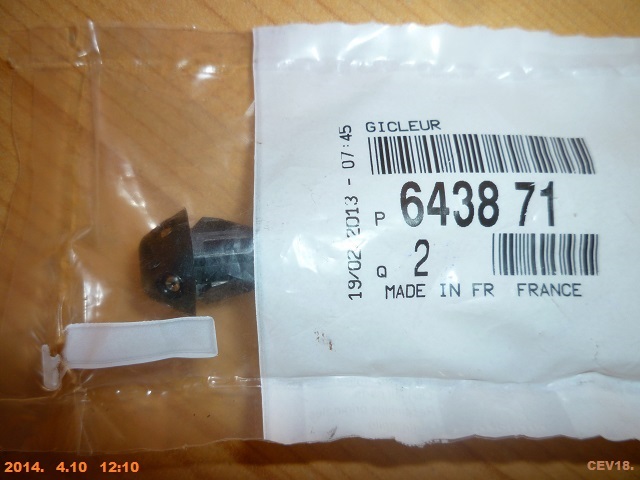 GICLEUR
19/02/2013 - 07:45
P 6438 71
Q 2
MADE IN FR FRANCE
2014. 4.10 12:10
CEV18.